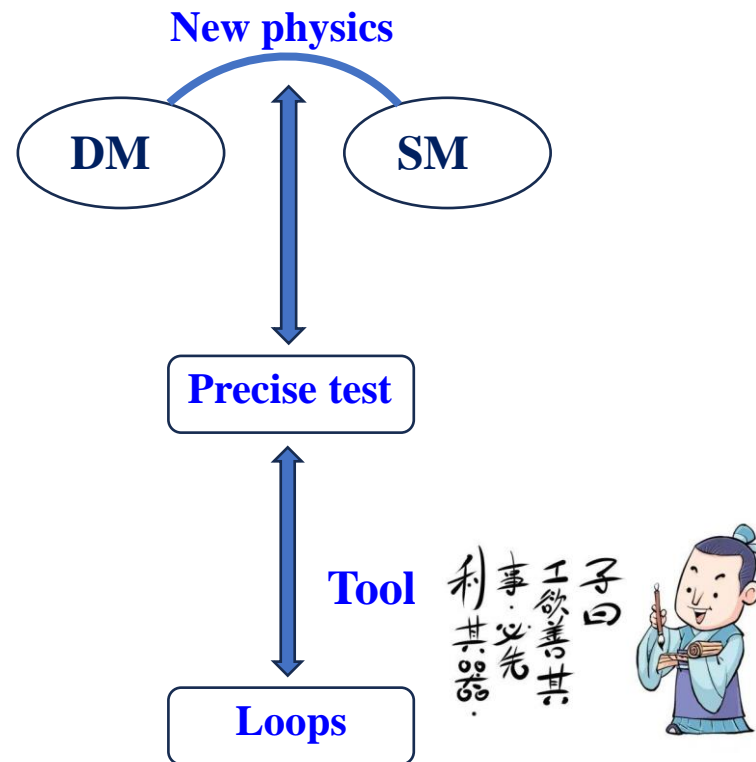 New physics
DM
SM
Precise test
Tool
子曰
工欲善其
事·必先
利其器.
Loops